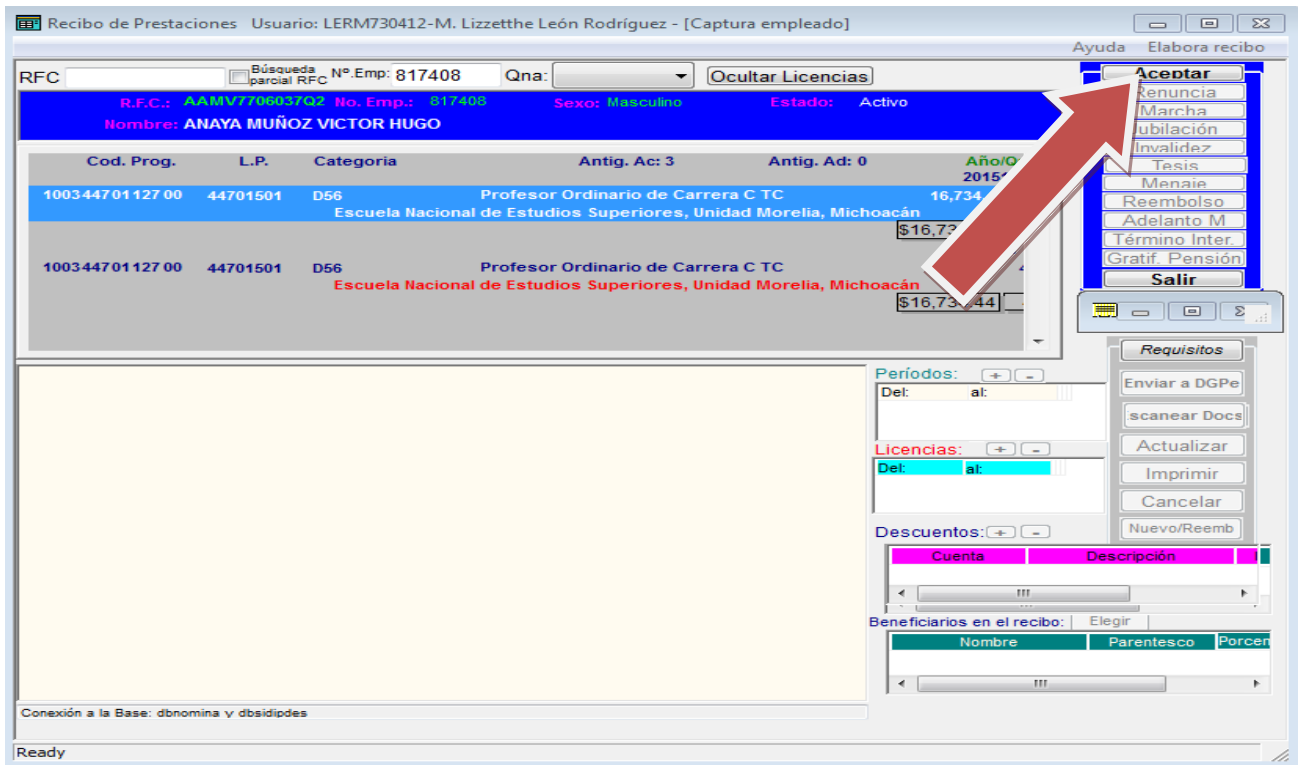 Recibo de Prestaciones Usuario: LERM730412-M. Lizzetthe León Rodríguez - [Captura empleado]
Ayuda Elabora recibo
RFC Búsqueda parcial RFC Nº.Emp: 817408 Qna: Ocultar Licencias
R.F.C.: AAMV7706037Q2 No. Emp.: 817408 Sexo: Masculino Estado: Activo
Nombre: ANAYA MUÑOZ VICTOR HUGO
Cod. Prog. L.P. Categoria Antig. Ac: 3 Antig. Ad: 0
100344701127 00 44701501 D56 Profesor Ordinario de Carrera C TC
Escuela Nacional de Estudios Superiores, Unidad Morelia, Michoacán
100344701127 00 44701501 D56 Profesor Ordinario de Carrera C TC
Escuela Nacional de Estudios Superiores, Unidad Morelia, Michoacán
Aceptar
Renuncia
Marcha
Jubilación
Invalidez
Tesis
Menaje
Reembolso
Adelanto M
Término Inter.
Gratif. Pensión
Salir
Requisitos
Enviar a DGPe
scanear Docs
Actualizar
Imprimir
Cancelar
Nuevo/Reemb
Períodos: + -
Del: al:
Licencias: + -
Del: al:
Descuentos: + -
Cuenta Descripción
Beneficiarios en el recibo: Elegir
Nombre Parentesco Porcen
Conexión a la Base: dbnomina y dbsidipdes
Ready